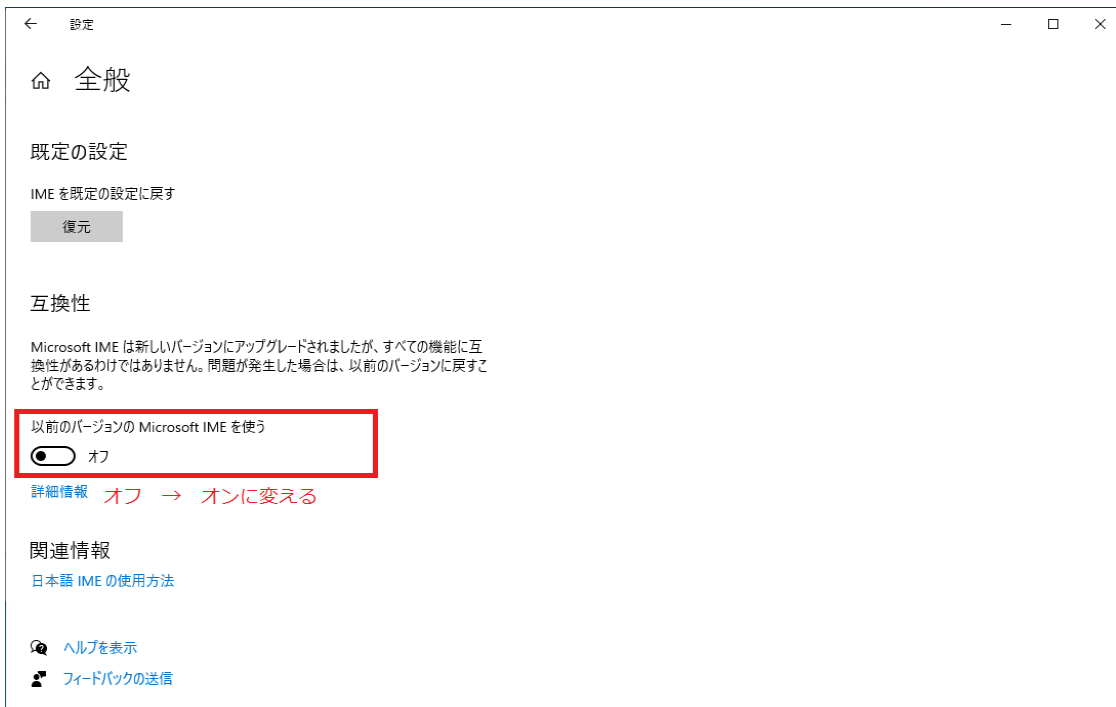 設定
全般
既定の設定
IME を既定の設定に戻す
復元
互換性
Microsoft IME は新しいバージョンにアップグレードされましたが、すべての機能に互
換性があるわけではありません。問題が発生した場合は、以前のバージョンに戻すこ
とができます。
以前のバージョンの Microsoft IME を使う
オフ
詳細情報
オフ → オンに変える
関連情報
日本語 IME の使用方法
ヘルプを表示
フィードバックの送信